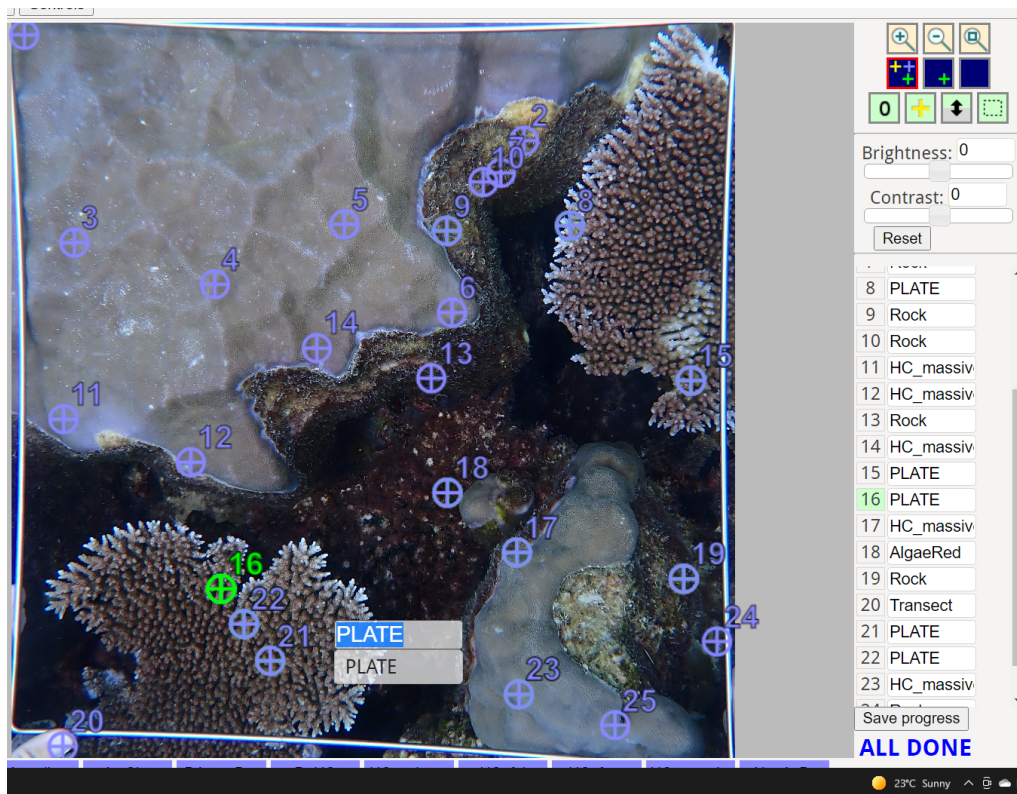 Controls
2
3
5
10
8
9
4
6
14
13
15
11
12
18
17
16
19
22
24
21
PLATE
PLATE
23
25
20
0
Brightness: 0
Contrast: 0
Reset
8 PLATE
9 Rock
10 Rock
11 HC_massiv
12 HC_massiv
13 Rock
14 HC_massiv
15 PLATE
16 PLATE
17 HC_massiv
18 AlgaeRed
19 Rock
20 Transect
21 PLATE
22 PLATE
23 HC_massiv
Save progress
ALL DONE
23°C Sunny